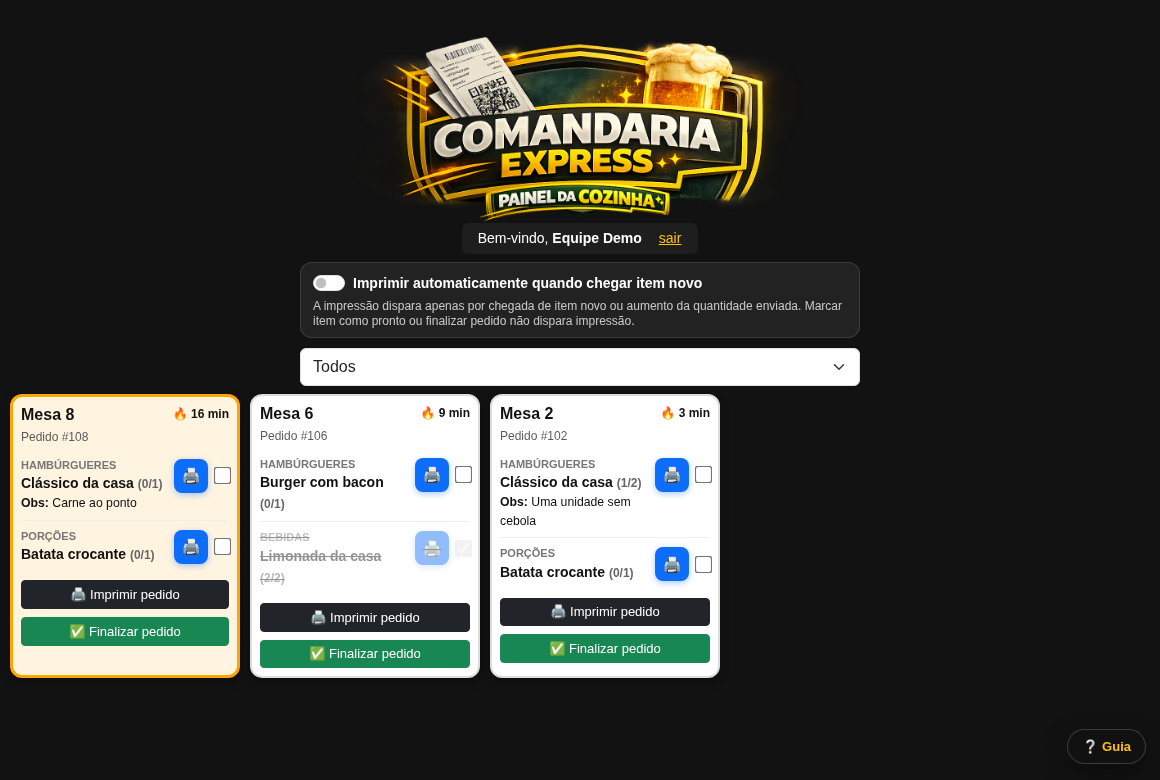 COMANDARIA
EXPRESS
PAINEL DA COZINHA
Bem-vindo, Equipe Demo sair
Imprimir automaticamente quando chegar item novo
A impressão dispara apenas por chegada de item novo ou aumento da quantidade enviada. Marcar
item como pronto ou finalizar pedido não dispara impressão.
Todos
Mesa 8
🔥 16 min
Pedido #108
HAMBÚRGUERES
Clássico da casa (0/1)
Obs: Carne ao ponto
PORÇÕES
Batata crocante (0/1)
🖨️ Imprimir pedido
✅ Finalizar pedido
Mesa 6
🔥 9 min
Pedido #106
HAMBÚRGUERES
Burger com bacon
(0/1)
BEBIDAS
Limonada da casa
(2/2)
🖨️ Imprimir pedido
✅ Finalizar pedido
Mesa 2
🔥 3 min
Pedido #102
HAMBÚRGUERES
Clássico da casa (1/2)
Obs: Uma unidade sem
cebola
PORÇÕES
Batata crocante (0/1)
🖨️ Imprimir pedido
✅ Finalizar pedido
❔ Guia